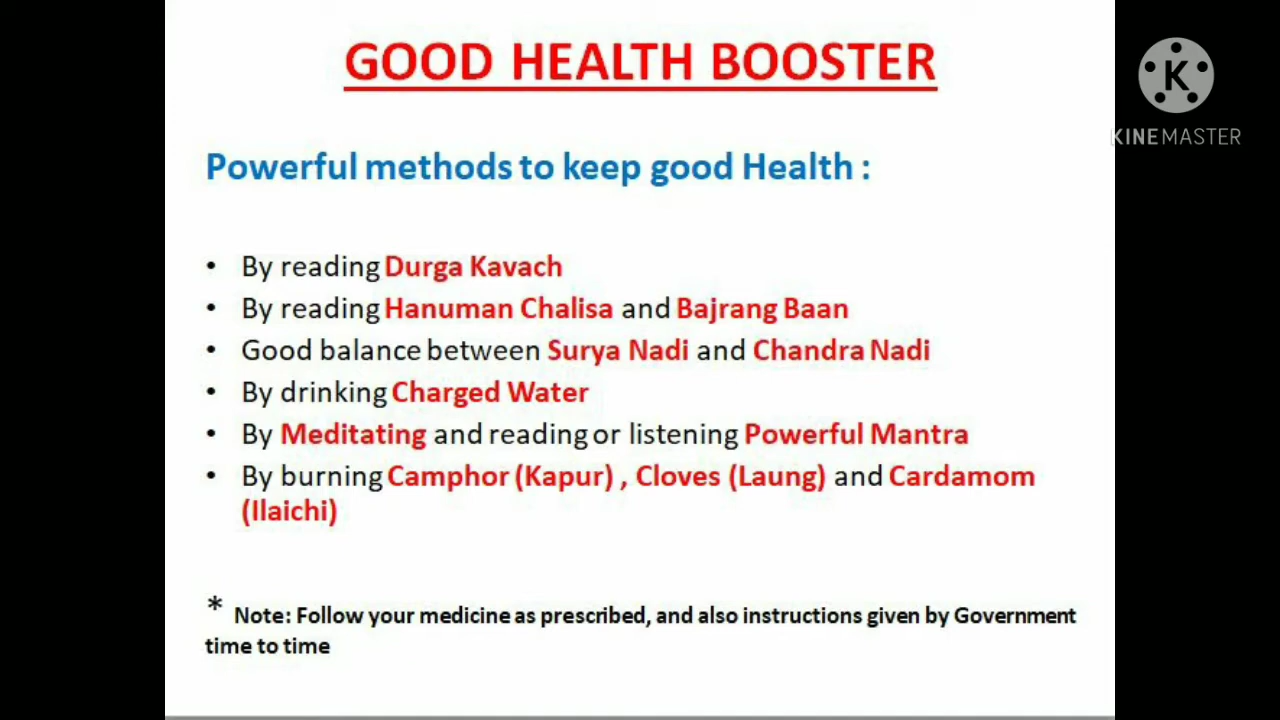 GOOD HEALTH BOOSTER
KINEMASTER
Powerful methods to keep good Health :
• By reading Durga Kavach
• By reading Hanuman Chalisa and Bajrang Baan
• Good balance between Surya Nadi and Chandra Nadi
• By drinking Charged Water
• By Meditating and reading or listening Powerful Mantra
• By burning Camphor (Kapur) , Cloves (Laung) and Cardamom
(Ilaichi)
* Note: Follow your medicine as prescribed, and also instructions given by Government
time to time